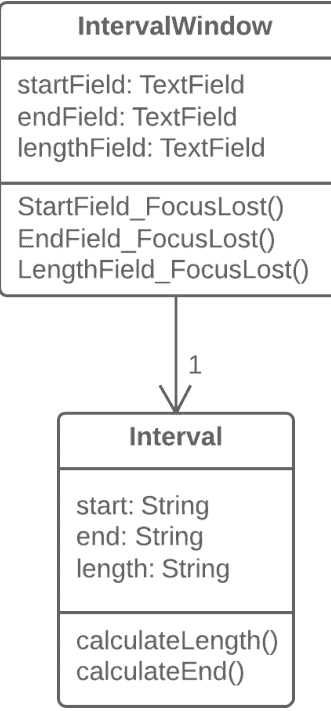 IntervalWindow
startField: TextField
endField: TextField
lengthField: TextField
StartField_FocusLost()
EndField_FocusLost()
LengthField_FocusLost()
1
Interval
start: String
end: String
length: String
calculateLength()
calculateEnd()